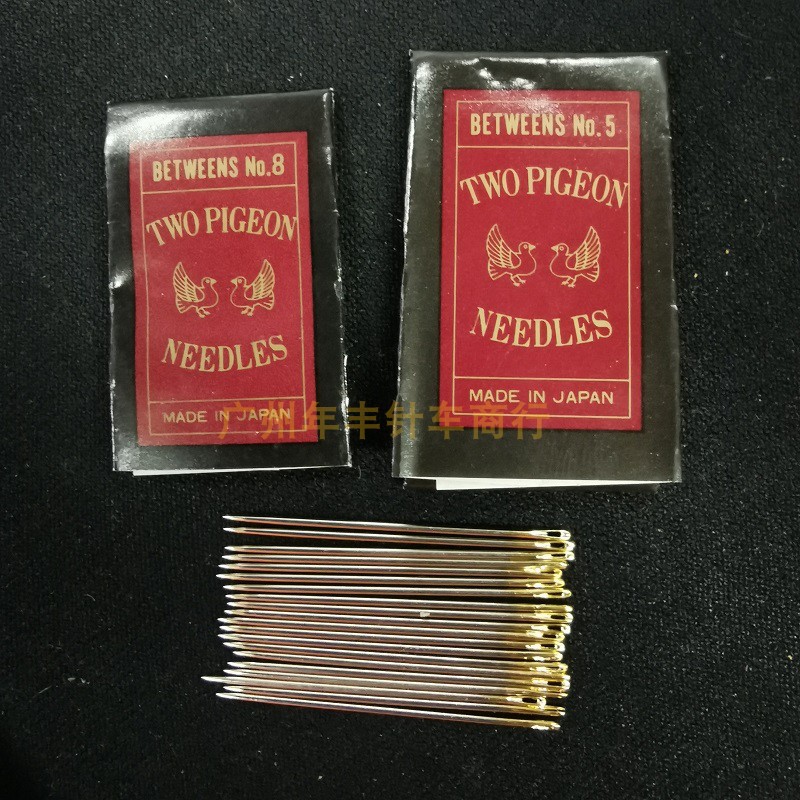 BETWEENS No.8
TWO PIGEON
NEEDLES
MADE IN JAPAN
BETWEENS No.5
TWO PIGEON
NEEDLES
MADE IN JAPAN
广州年丰针车商行